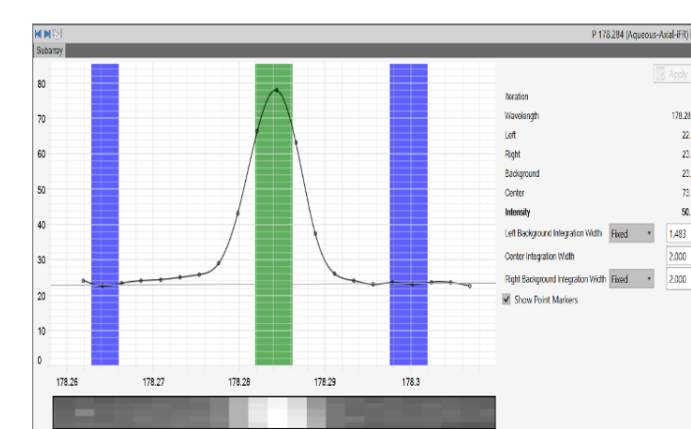 P 178.284 (Aqueous-Axial-iFR)
Subarray
Apply
80
70
60
50
40
30
20
10
0
178.26
178.27
178.28
178.29
178.3
Iteration
Wavelength 178.28
Left 22.
Right 23.
Background 23.
Center 73.
Intensity 50.
Left Background Integration Width Fixed 1.483
Center Integration Width 2.000
Right Background Integration Width Fixed 2.000
Show Point Markers